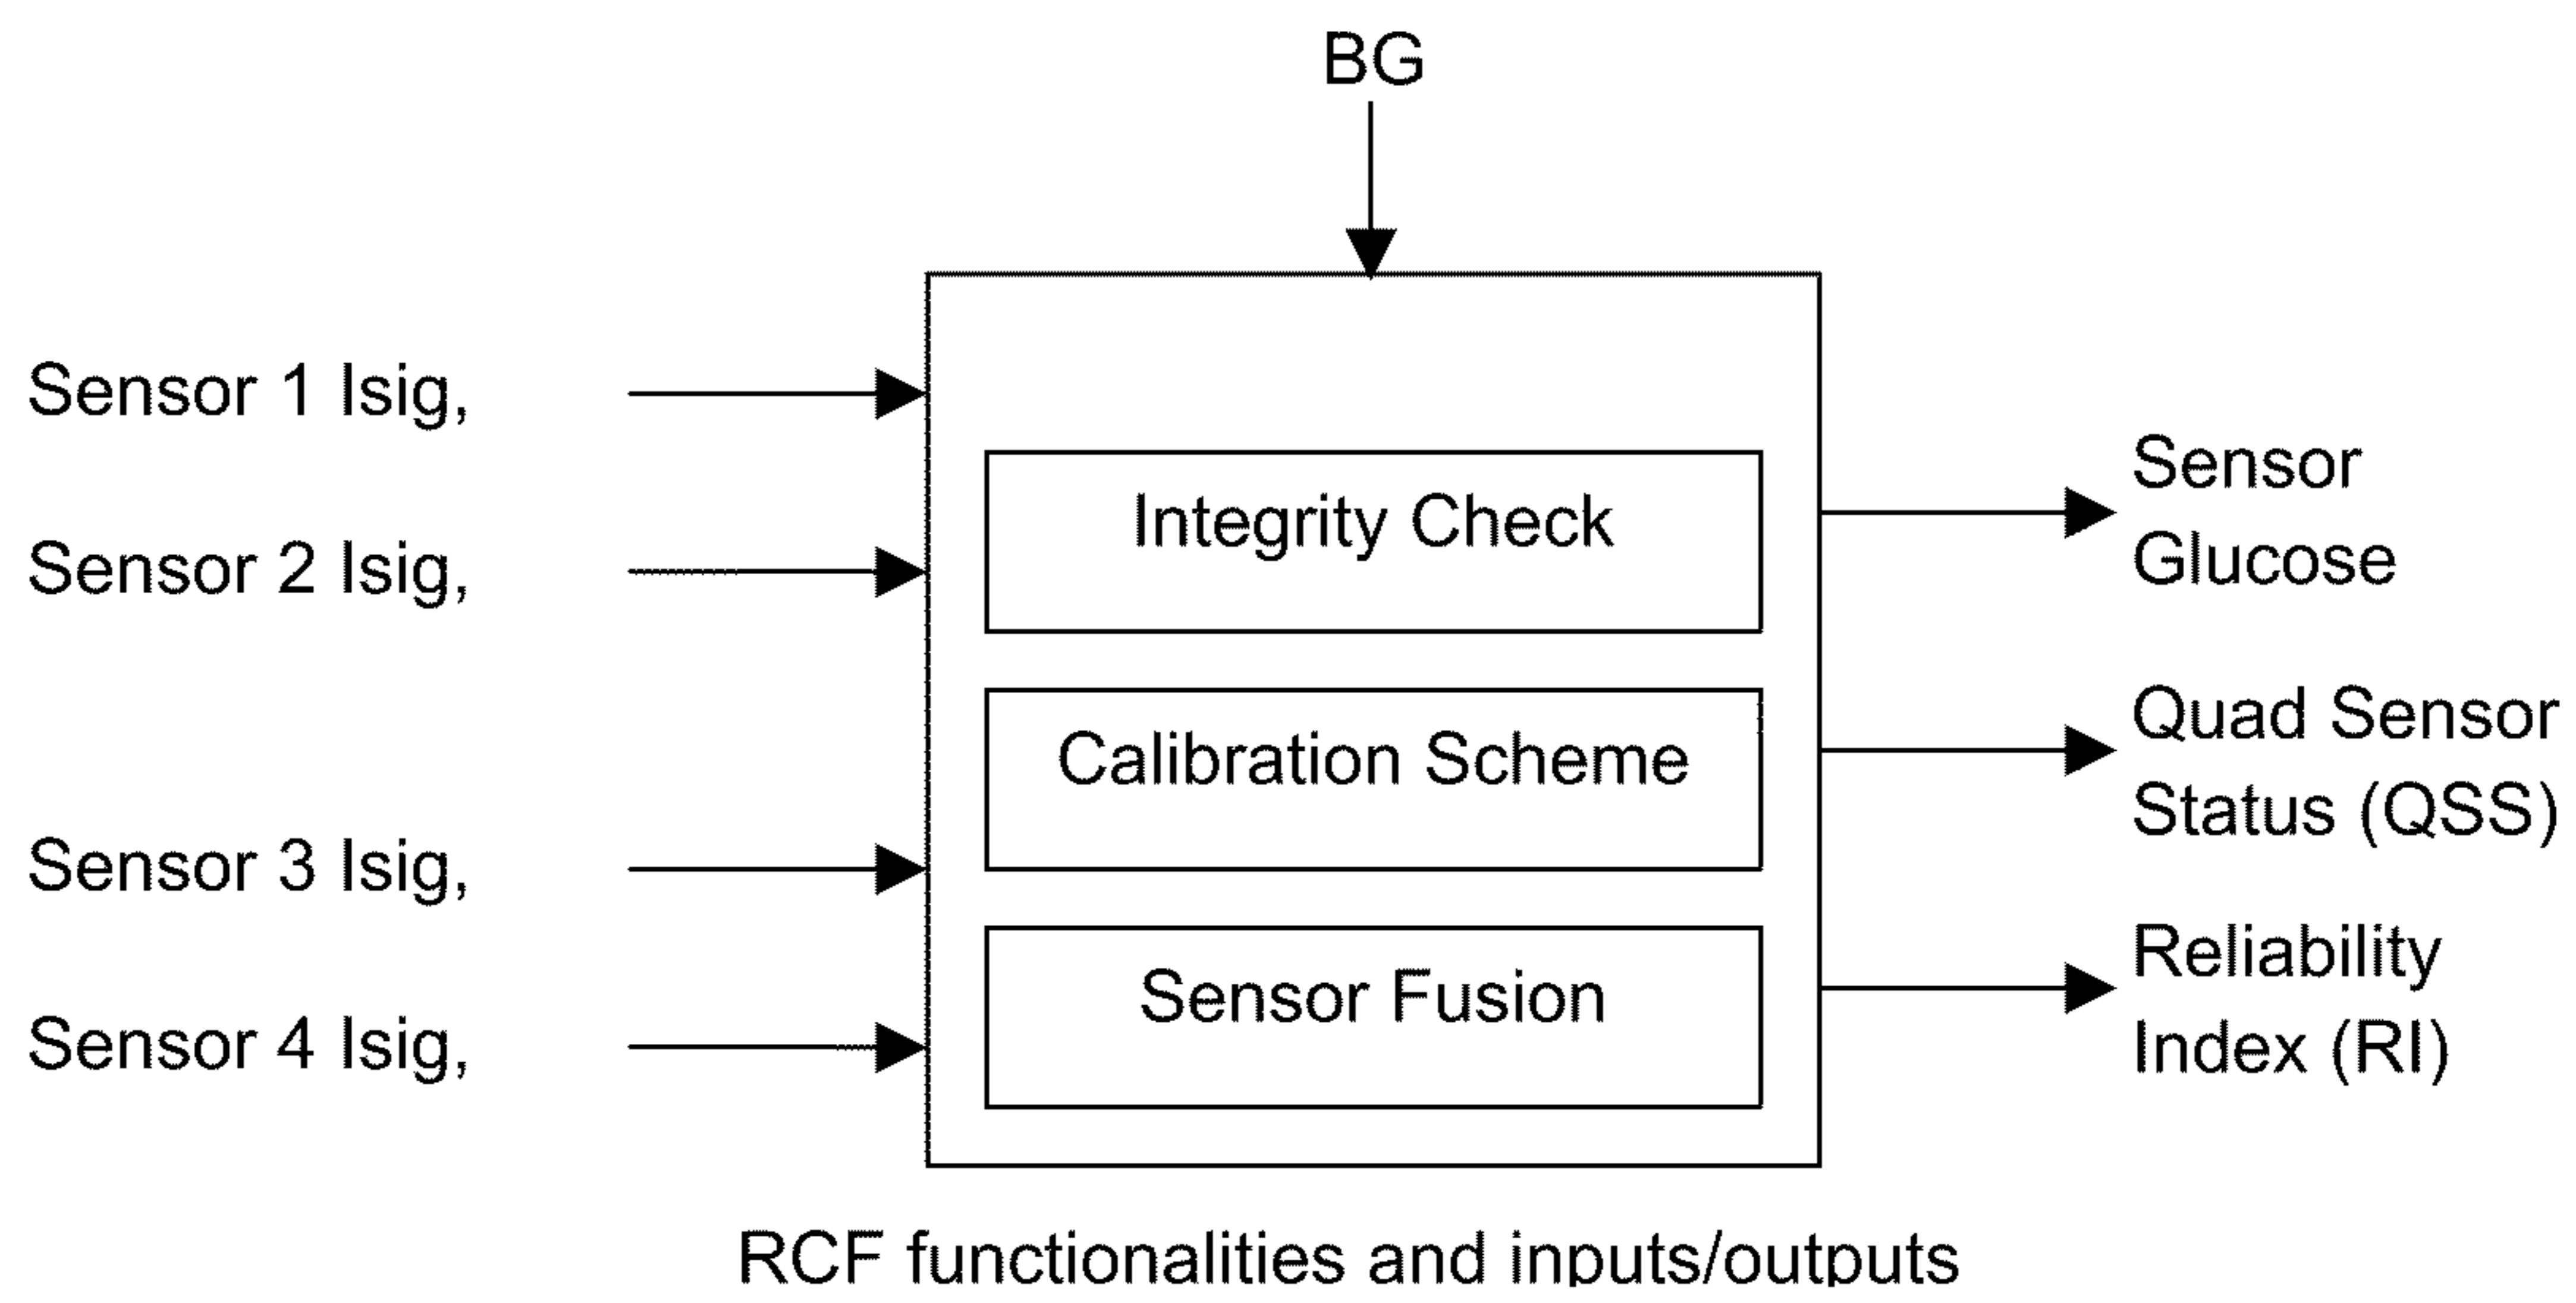 BG
Sensor 1 Isig,
Sensor 2 Isig,
Sensor 3 Isig,
Sensor 4 Isig,
Integrity Check
Calibration Scheme
Sensor Fusion
Sensor
Glucose
Quad Sensor
Status (QSS)
Reliability
Index (RI)
RCF functionalities and inputs/outputs